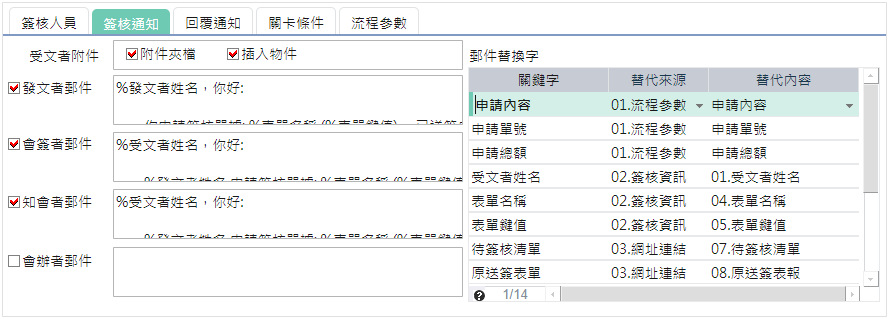 簽核人員 簽核通知 回覆通知 關卡條件 流程參數
受文者附件 附件夾檔 插入物件
發文者郵件 %發文者姓名，你好:
會簽者郵件 %受文者姓名，你好:
知會者郵件 %受文者姓名，你好:
會辦者郵件
郵件替換字
關鍵字 替代來源 替代內容
申請內容 01.流程參數 申請內容
申請單號 01.流程參數 申請單號
申請總額 01.流程參數 申請總額
受文者姓名 02.簽核資訊 01.受文者姓名
表單名稱 02.簽核資訊 04.表單名稱
表單鍵值 02.簽核資訊 05.表單鍵值
待簽核清單 03.網址連結 07.待簽核清單
原送簽表單 03.網址連結 08.原送簽表報
1/14